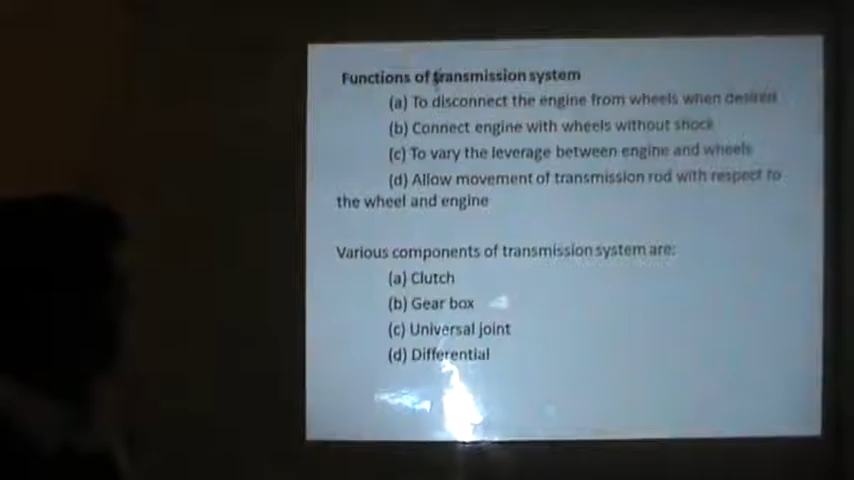 Functions of transmission system
(a) To disconnect the engine from wheels when desired
(b) Connect engine with wheels without shock
(c) To vary the leverage between engine and wheels
(d) Allow movement of transmission rod with respect to
the wheel and engine
Various components of transmission system are:
(a) Clutch
(b) Gear box
(c) Universal joint
(d) Differential